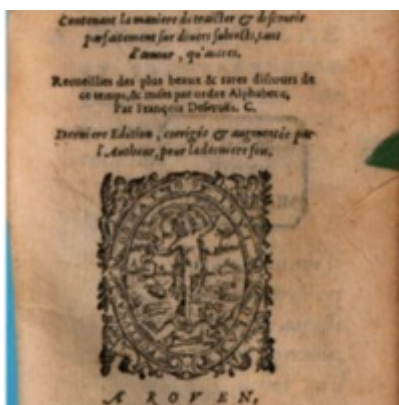 Contenant la maniere de traicter & discourir
parfaitement sur diuers subiects, tant
d'amour, qu'autres.
Recueillies des plus beaux & rares discours de
ce temps, & mises par ordre Alphabetic,
Par François Desrues. C.
Derniere Edition, corrigée & augmentée par
l'Autheur, pour la derniere fois,
A ROVEN,